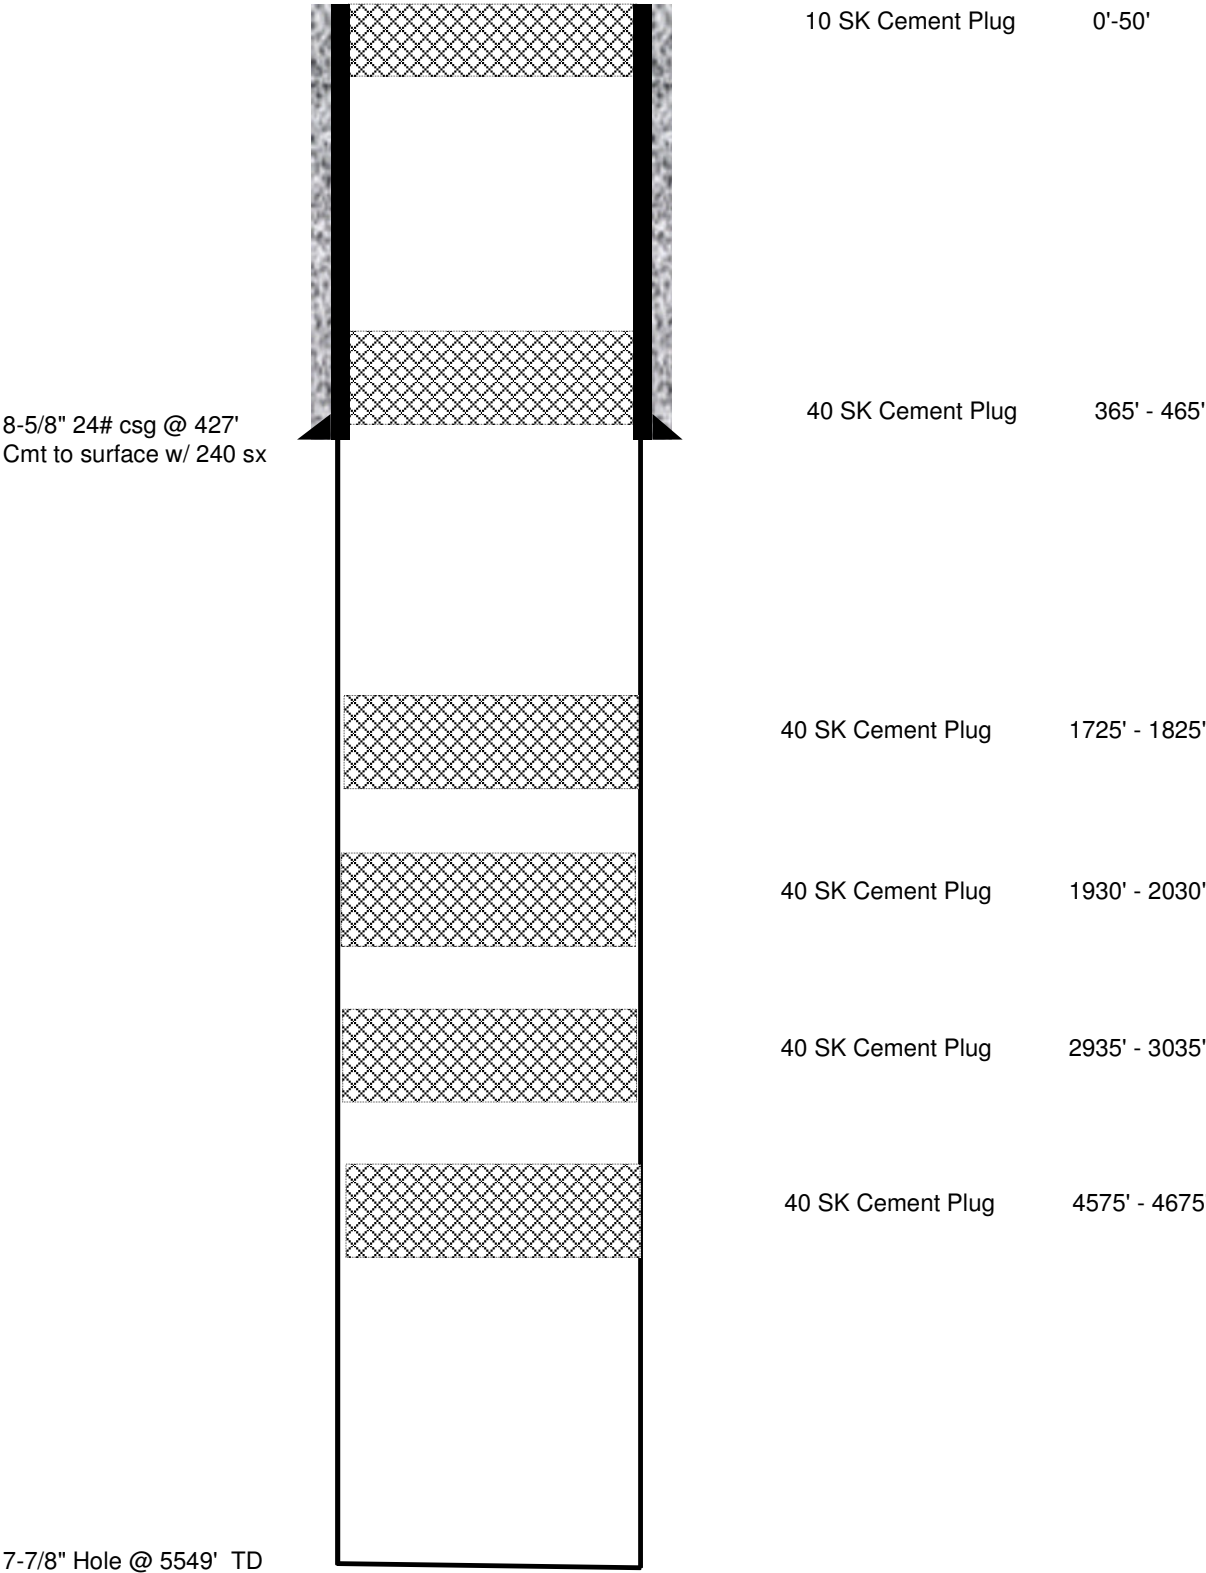 10 SK Cement Plug 0'-50'
40 SK Cement Plug 365' - 465'
8-5/8" 24# csg @ 427'
Cmt to surface w/ 240 sx
40 SK Cement Plug 1725' - 1825'
40 SK Cement Plug 1930' - 2030'
40 SK Cement Plug 2935' - 3035'
40 SK Cement Plug 4575' - 4675'
7-7/8" Hole @ 5549' TD